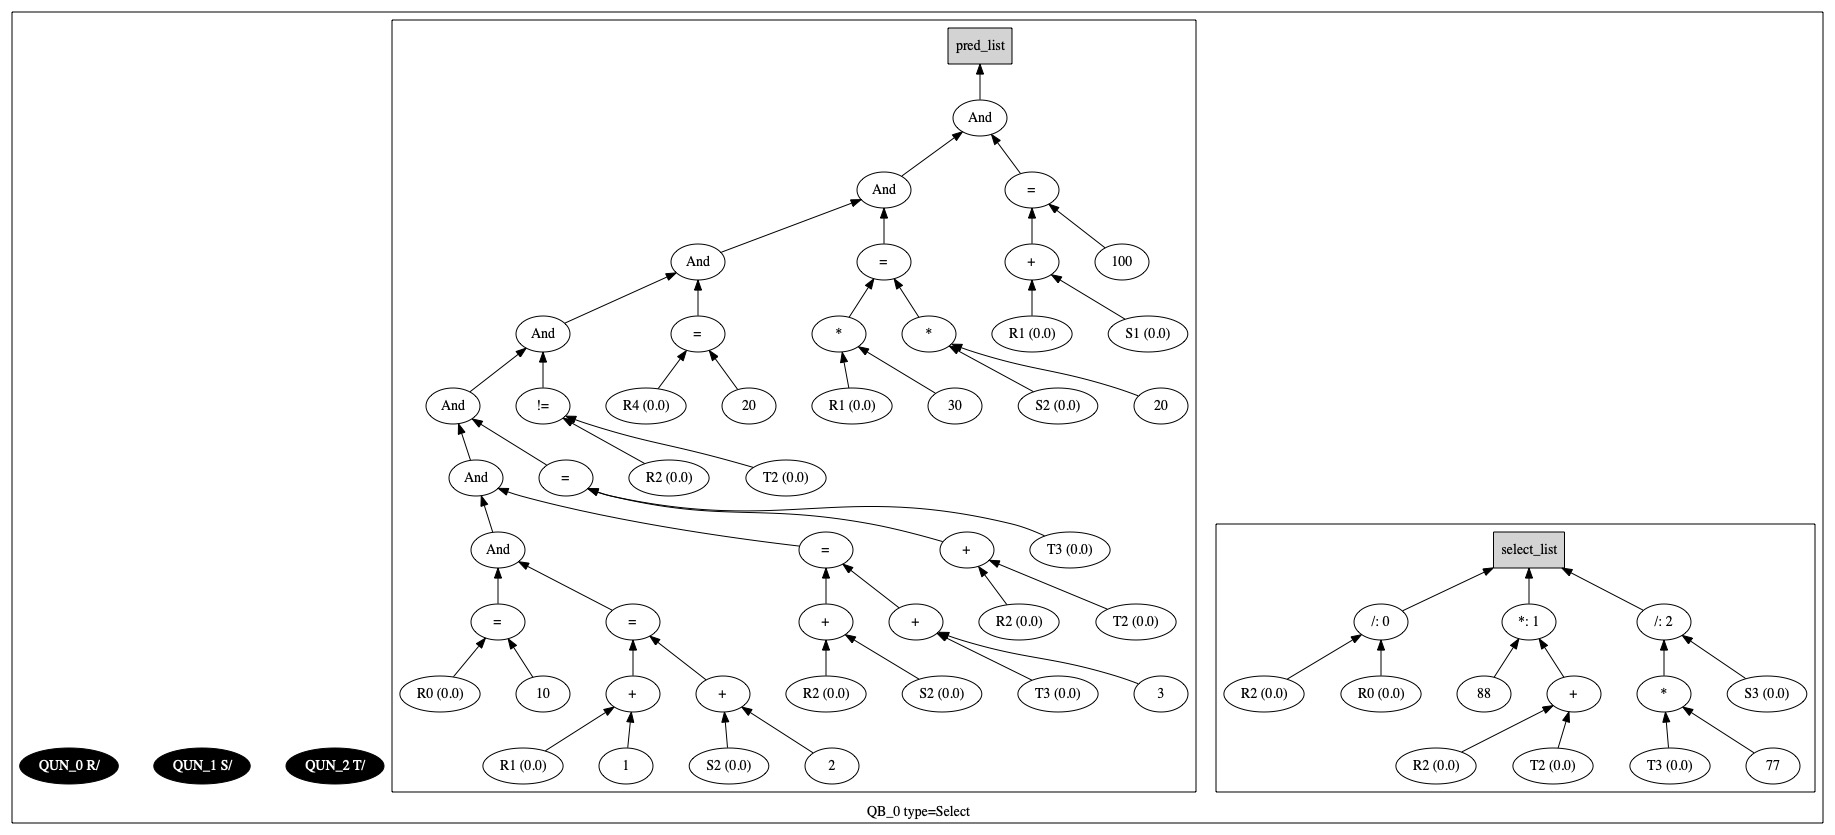 pred_list
And
And
=
And
=
+
100
And
=
*
*
R1 (0.0)
S1 (0.0)
And
!=
R4 (0.0)
20
R1 (0.0)
30
S2 (0.0)
20
And
=
R2 (0.0)
T2 (0.0)
And
=
+
T3 (0.0)
select_list
=
=
+
+
R2 (0.0)
T2 (0.0)
/: 0
*: 1
/: 2
R0 (0.0)
10
+
+
R2 (0.0)
S2 (0.0)
T3 (0.0)
3
R2 (0.0)
R0 (0.0)
88
+
*
S3 (0.0)
QUN_0 R/
QUN_1 S/
QUN_2 T/
R1 (0.0)
1
S2 (0.0)
2
R2 (0.0)
T2 (0.0)
T3 (0.0)
77
QB_0 type=Select